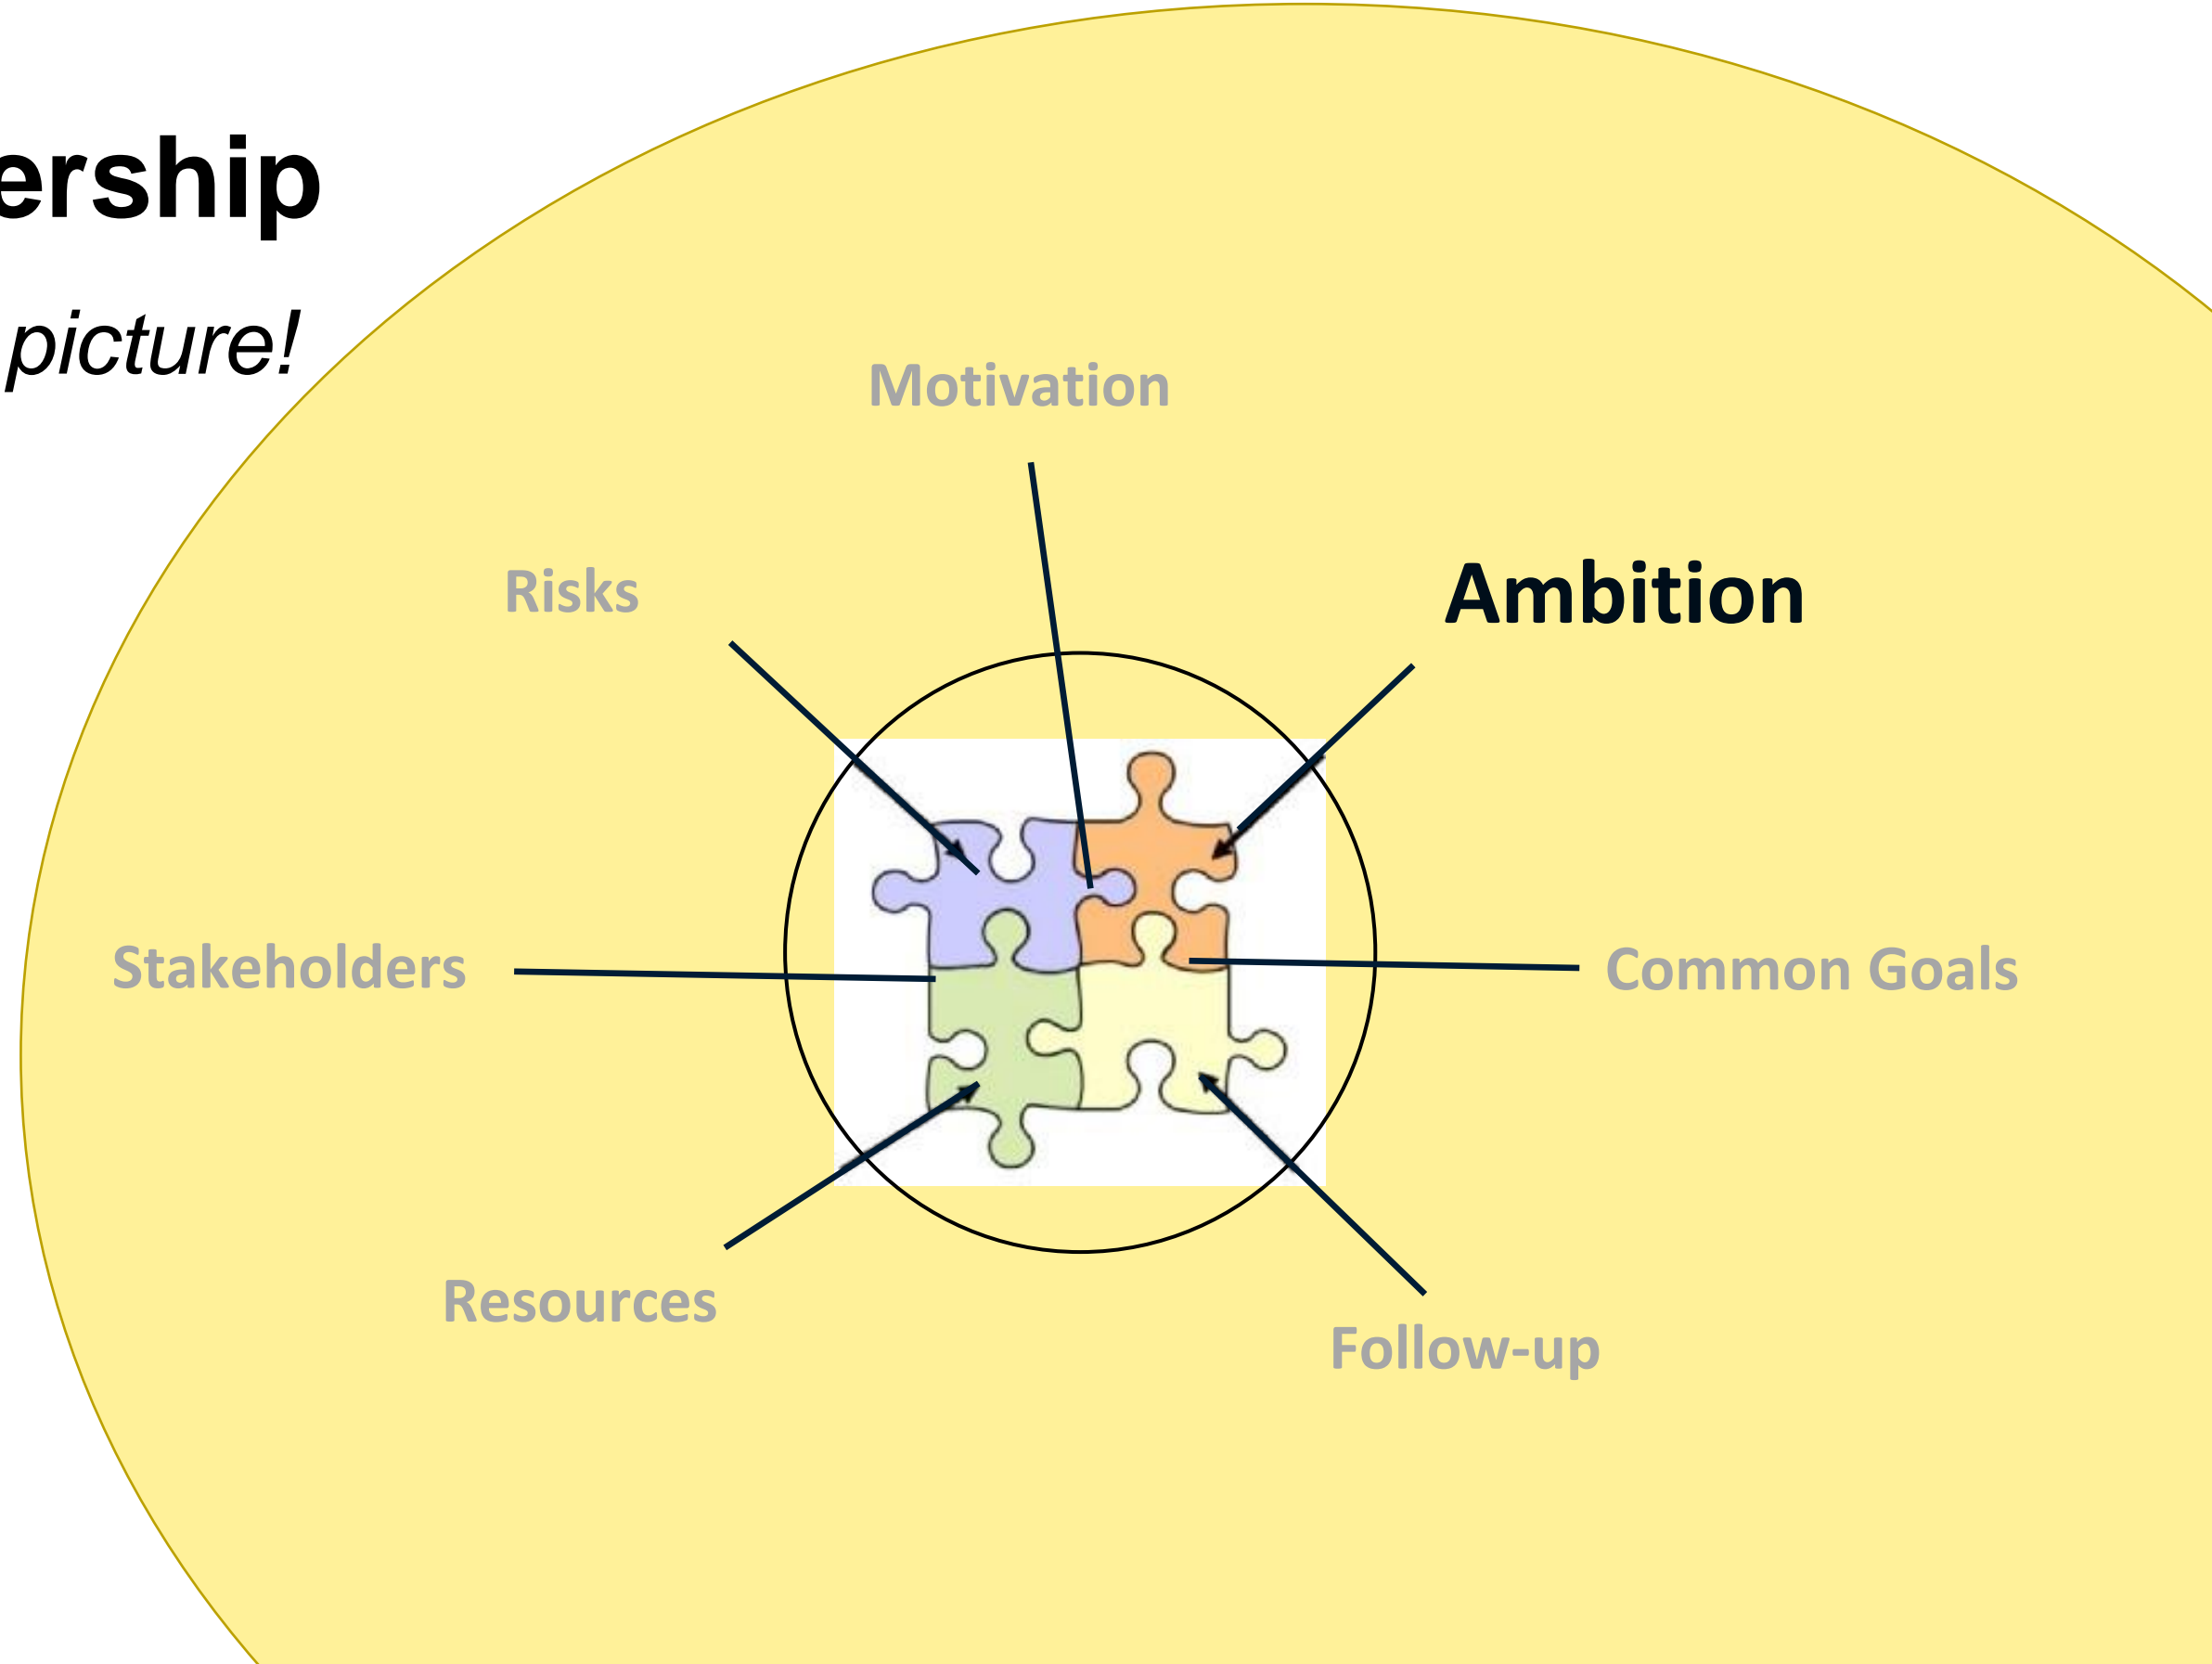 ership
picture!
Motivation
Risks
Ambition
Stakeholders
Common Goals
Resources
Follow-up